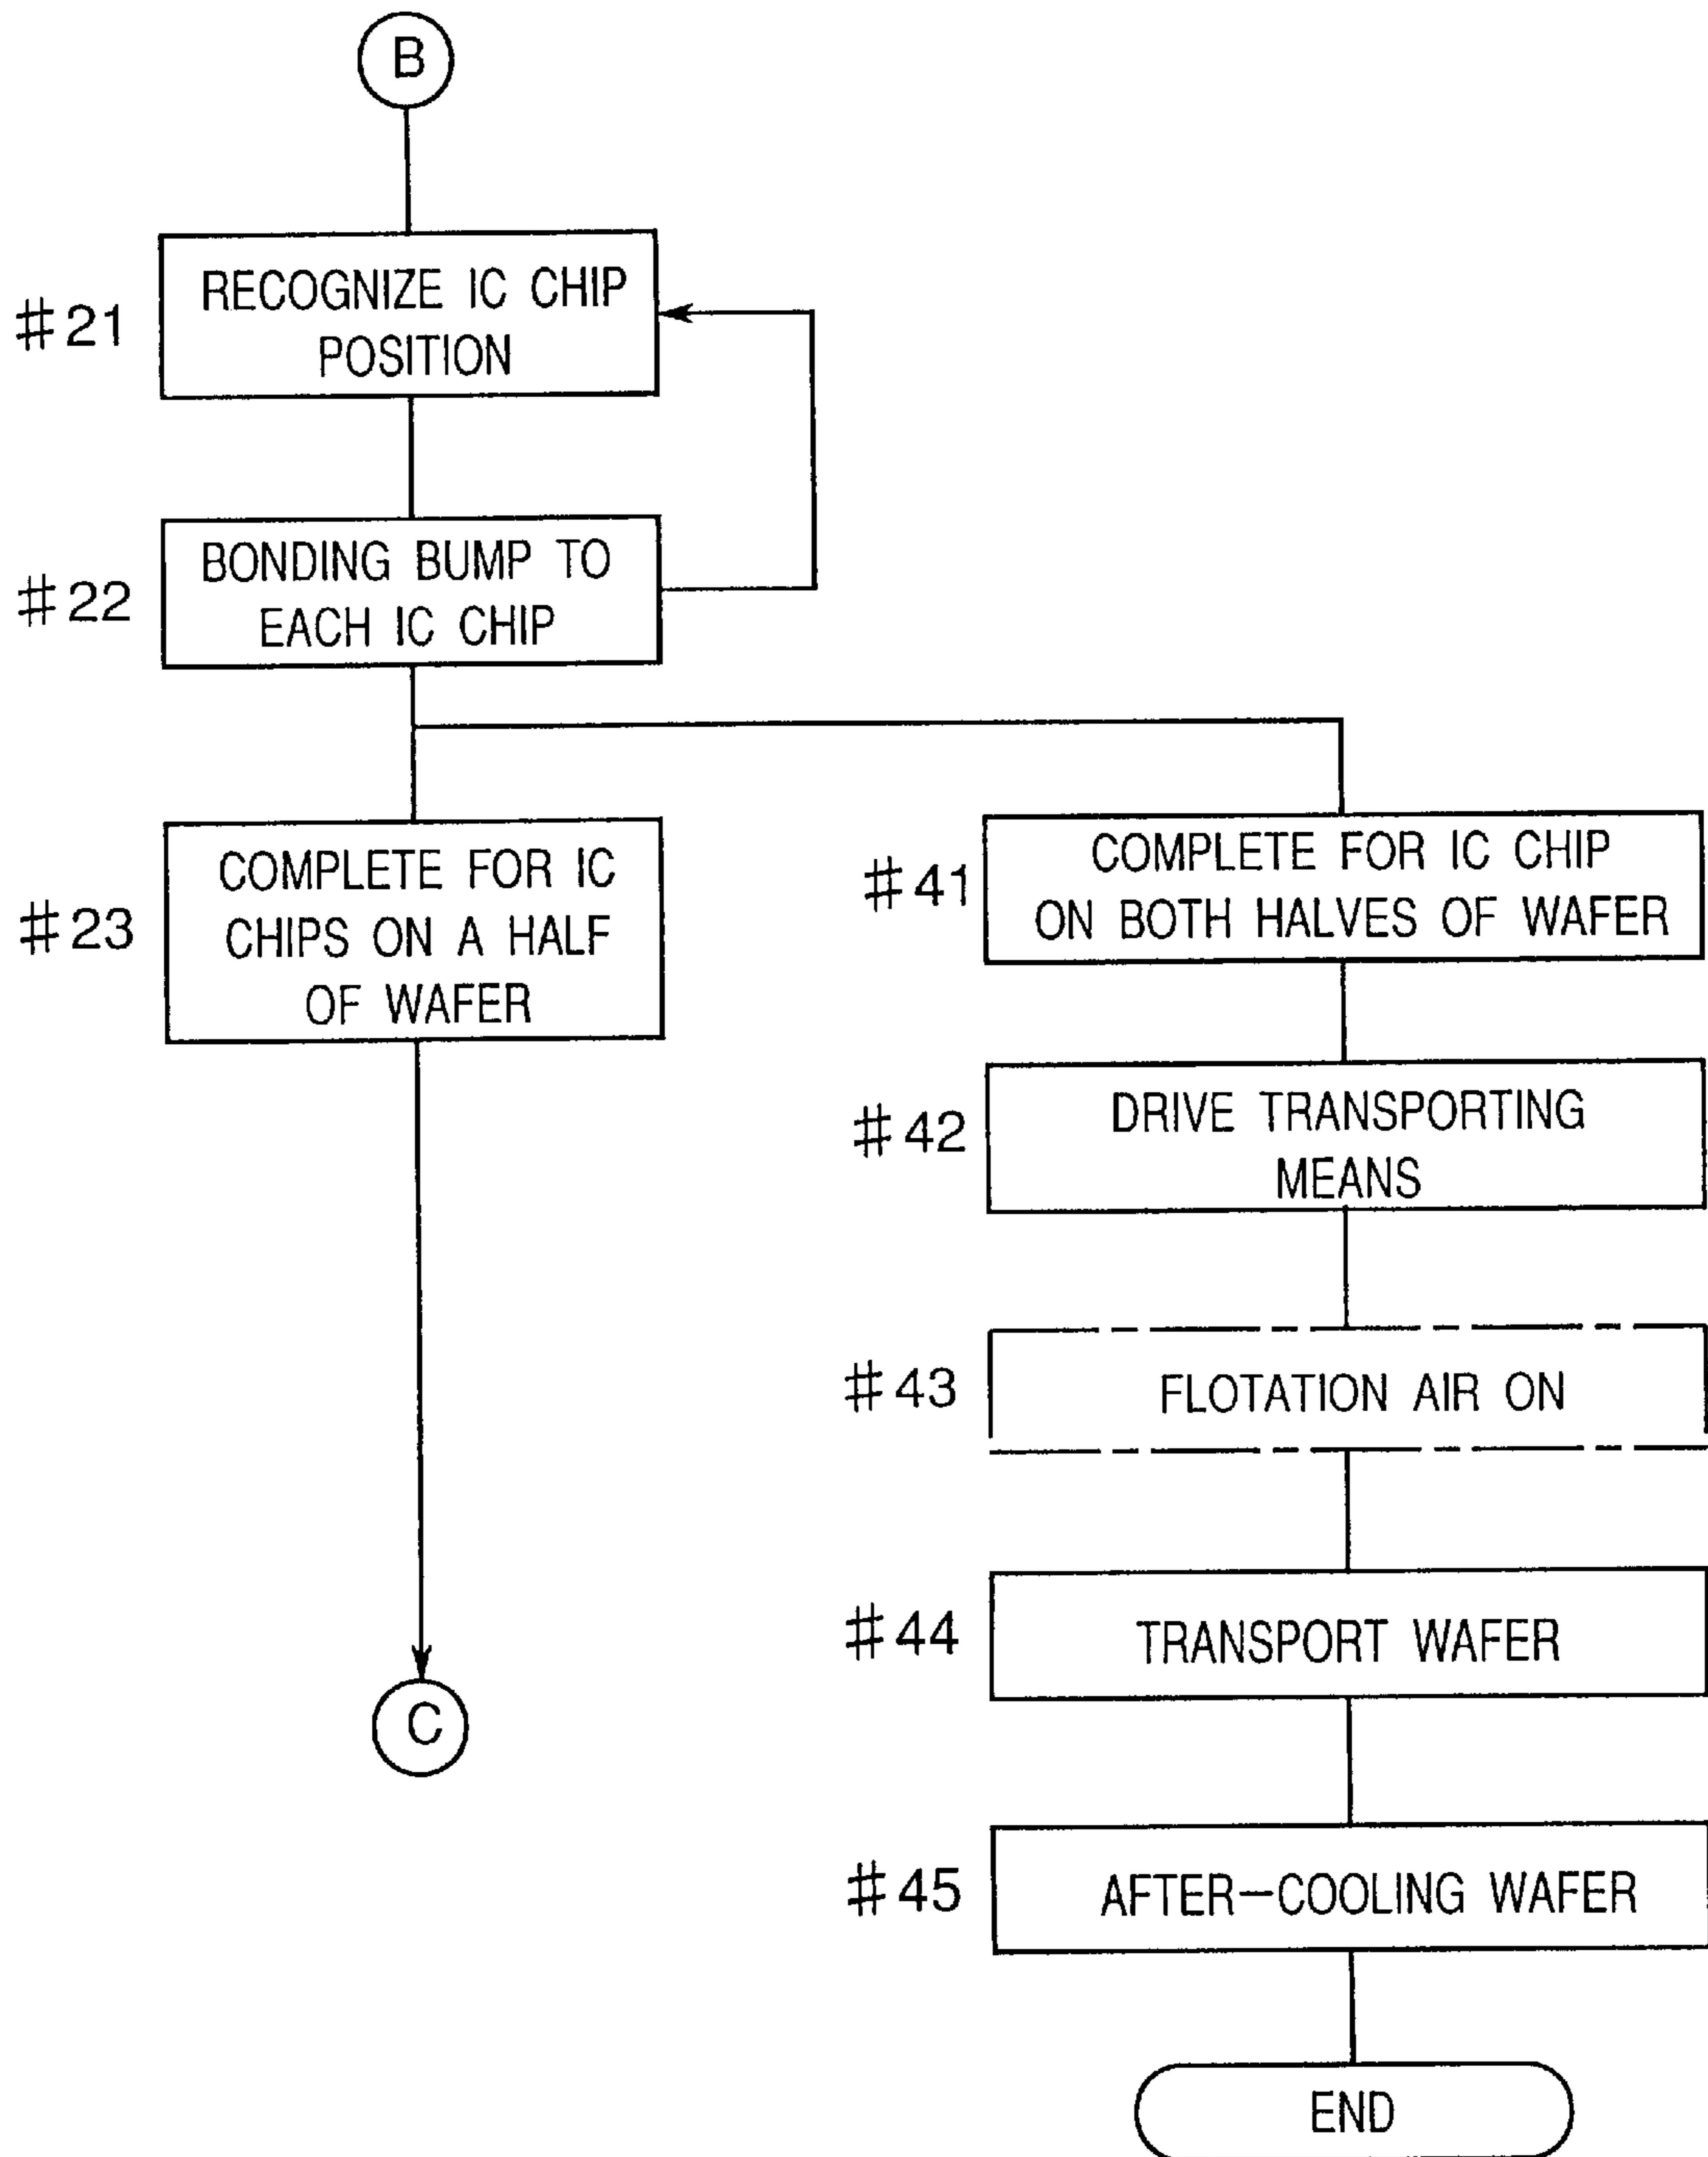 B
#21
RECOGNIZE IC CHIP
POSITION
#22
BONDING BUMP TO
EACH IC CHIP
#23
COMPLETE FOR IC
CHIPS ON A HALF
OF WAFER
C
#41
COMPLETE FOR IC CHIP
ON BOTH HALVES OF WAFER
#42
DRIVE TRANSPORTING
MEANS
#43
FLOTATION AIR ON
#44
TRANSPORT WAFER
#45
AFTER-COOLING WAFER
END